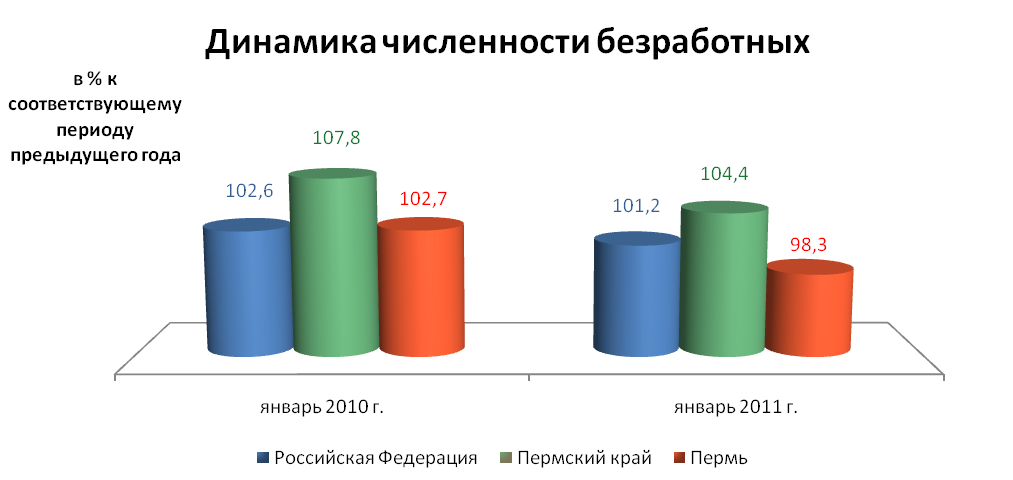 Динамика численности безработных
в % к
соответствующему
периоду
предыдущего года
102,6
107,8
102,7
101,2
104,4
98,3
январь 2010 г.
январь 2011 г.
Российская Федерация
Пермский край
Пермь